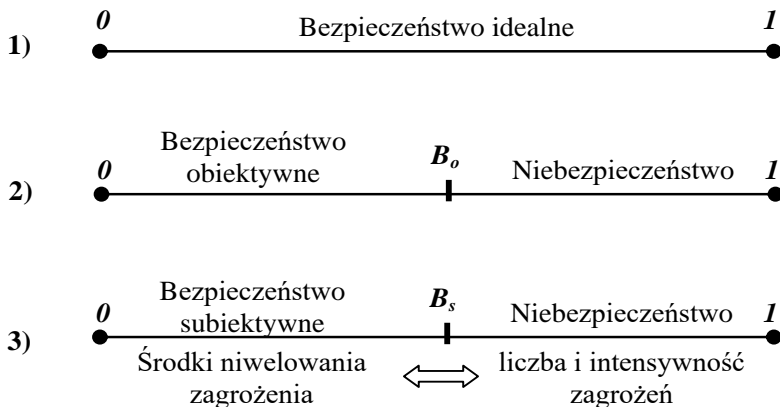 0 Bezpieczeństwo idealne 1
1)
Bezpieczeństwo
0 obiektywne Bo Niebezpieczeństwo 1
2)
Bezpieczeństwo
0 subiektywne Bs Niebezpieczeństwo 1
3)
Środki niwelowania liczba i intensywność
zagrożenia zagrożeń